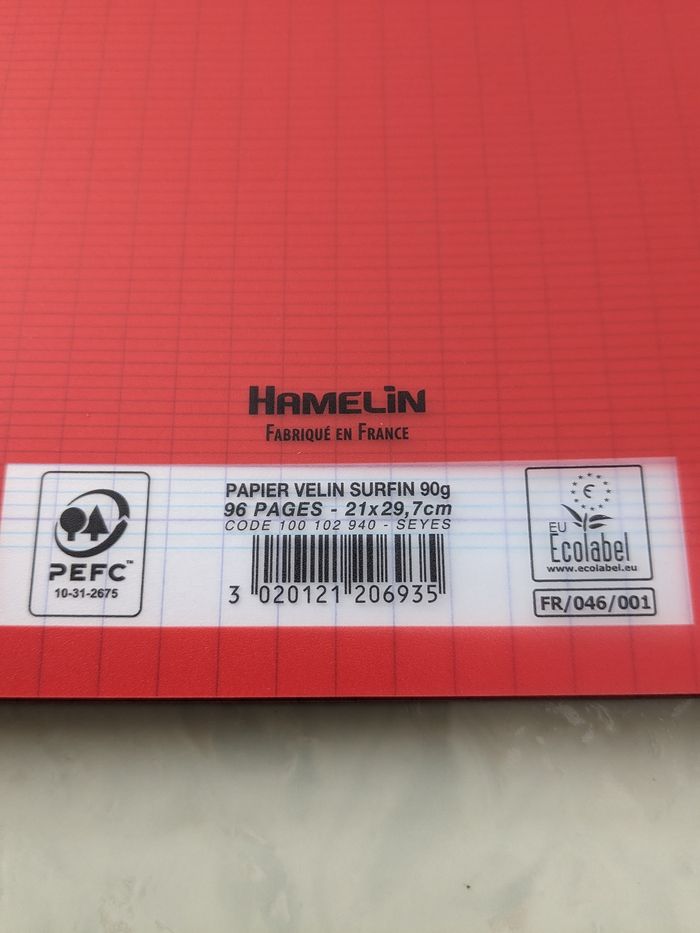 HAMELIN
FABRIQUÉ EN FRANCE
PEFC™
10-31-2675
PAPIER VELIN SURFIN 90g
96 PAGES - 21x29,7cm
CODE 100 102 940 - SEYES
3 020121 206935
EU
Ecolabel
www.ecolabel.eu
FR/046/001